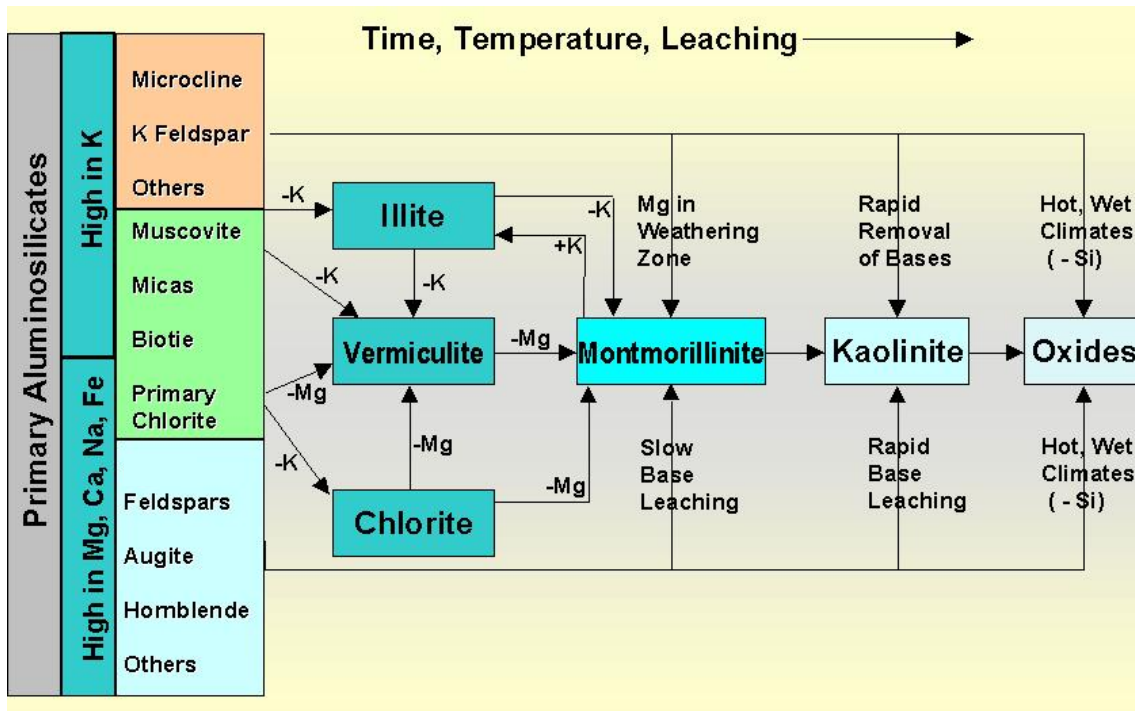 Time, Temperature, Leaching
Primary Aluminosilicates
High in K
High in Mg, Ca, Na, Fe
Microcline
K Feldspar
Others
Muscovite
Micas
Biotie
Primary
Chlorite
Feldspars
Augite
Hornblende
Others
-K
Illite
-K
+K
-K
-K
Vermiculite
-Mg
-Mg
-K
-Mg
Chlorite
-Mg
Mg in
Weathering
Zone
Montmorillinite
Slow
Base
Leaching
Rapid
Removal
of Bases
Kaolinite
Rapid
Base
Leaching
Hot, Wet
Climates
( - Si)
Oxides
Hot, Wet
Climates
( - Si)